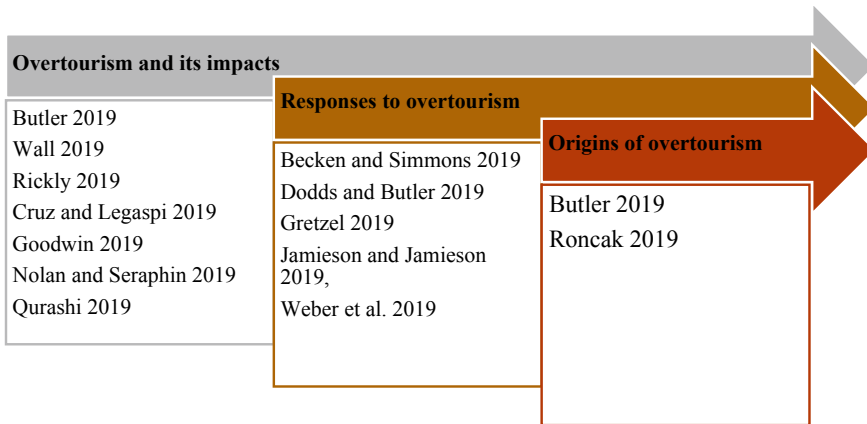 Overtourism and its impacts
Butler 2019
Wall 2019
Rickly 2019
Cruz and Legaspi 2019
Goodwin 2019
Nolan and Seraphin 2019
Qurashi 2019
Responses to overtourism
Becken and Simmons 2019
Dodds and Butler 2019
Gretzel 2019
Jamieson and Jamieson
2019,
Weber et al. 2019
Origins of overtourism
Butler 2019
Roncak 2019